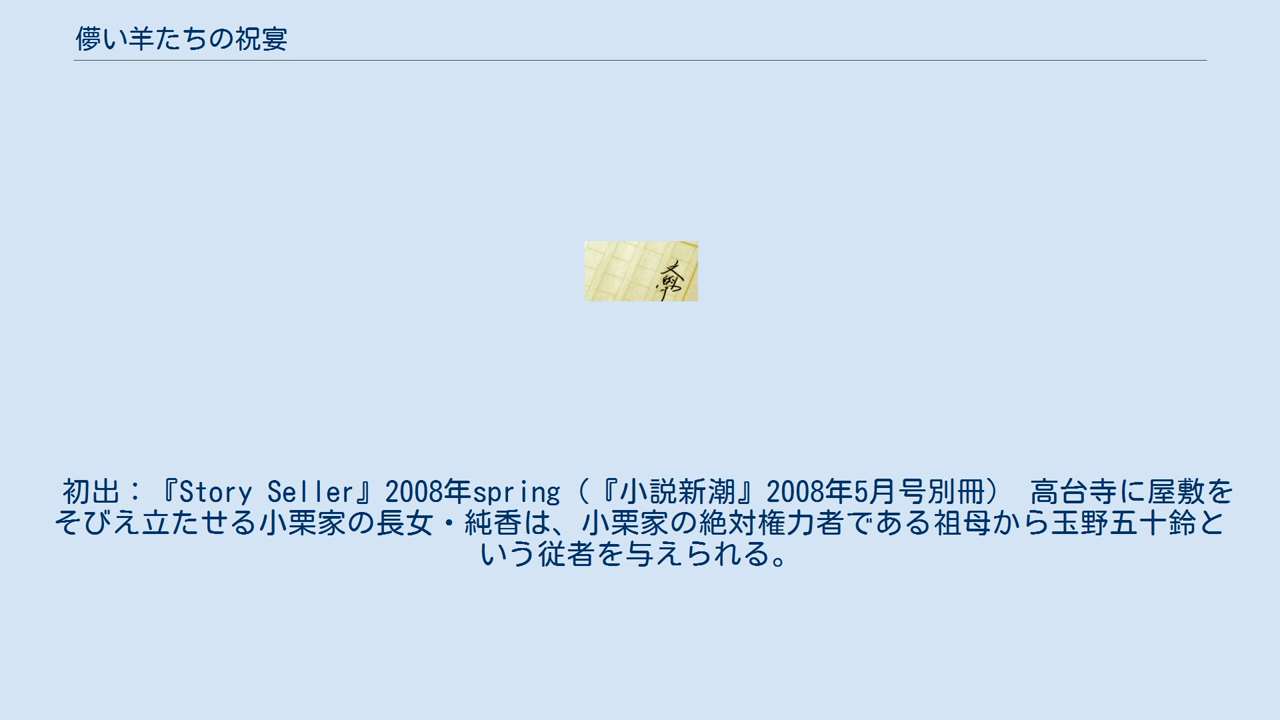 儚い羊たちの祝宴
初出：『Story Seller』2008年spring（『小説新潮』2008年5月号別冊） 高台寺に屋敷を
そびえ立たせる小栗家の長女・純香は、小栗家の絶対権力者である祖母から玉野五十鈴と
いう従者を与えられる。